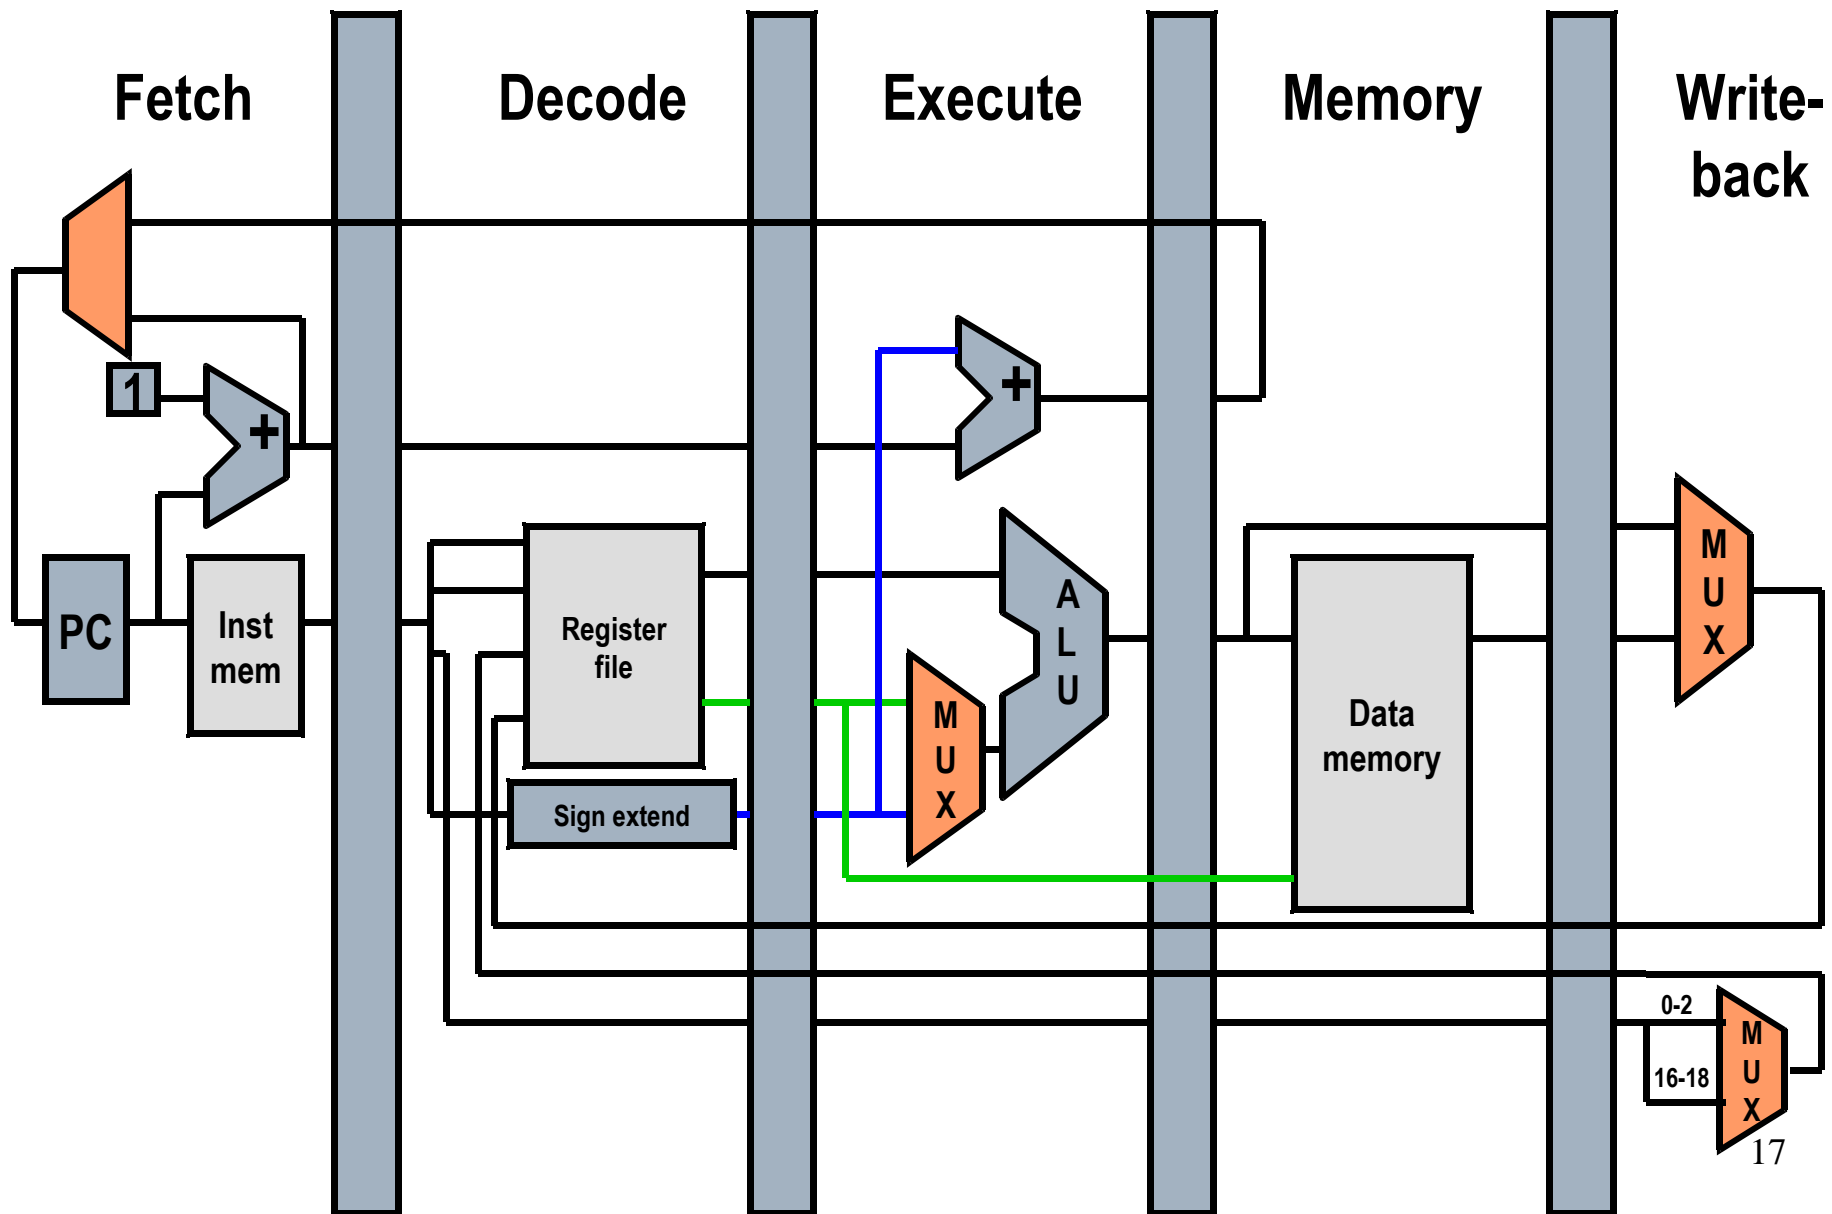 Fetch
Decode
Execute
Memory
Write-
back
1
+
+
PC
Inst
mem
Register
file
Sign extend
M
U
X
A
L
U
Data
memory
M
U
X
0-2
16-18
M
U
X
17